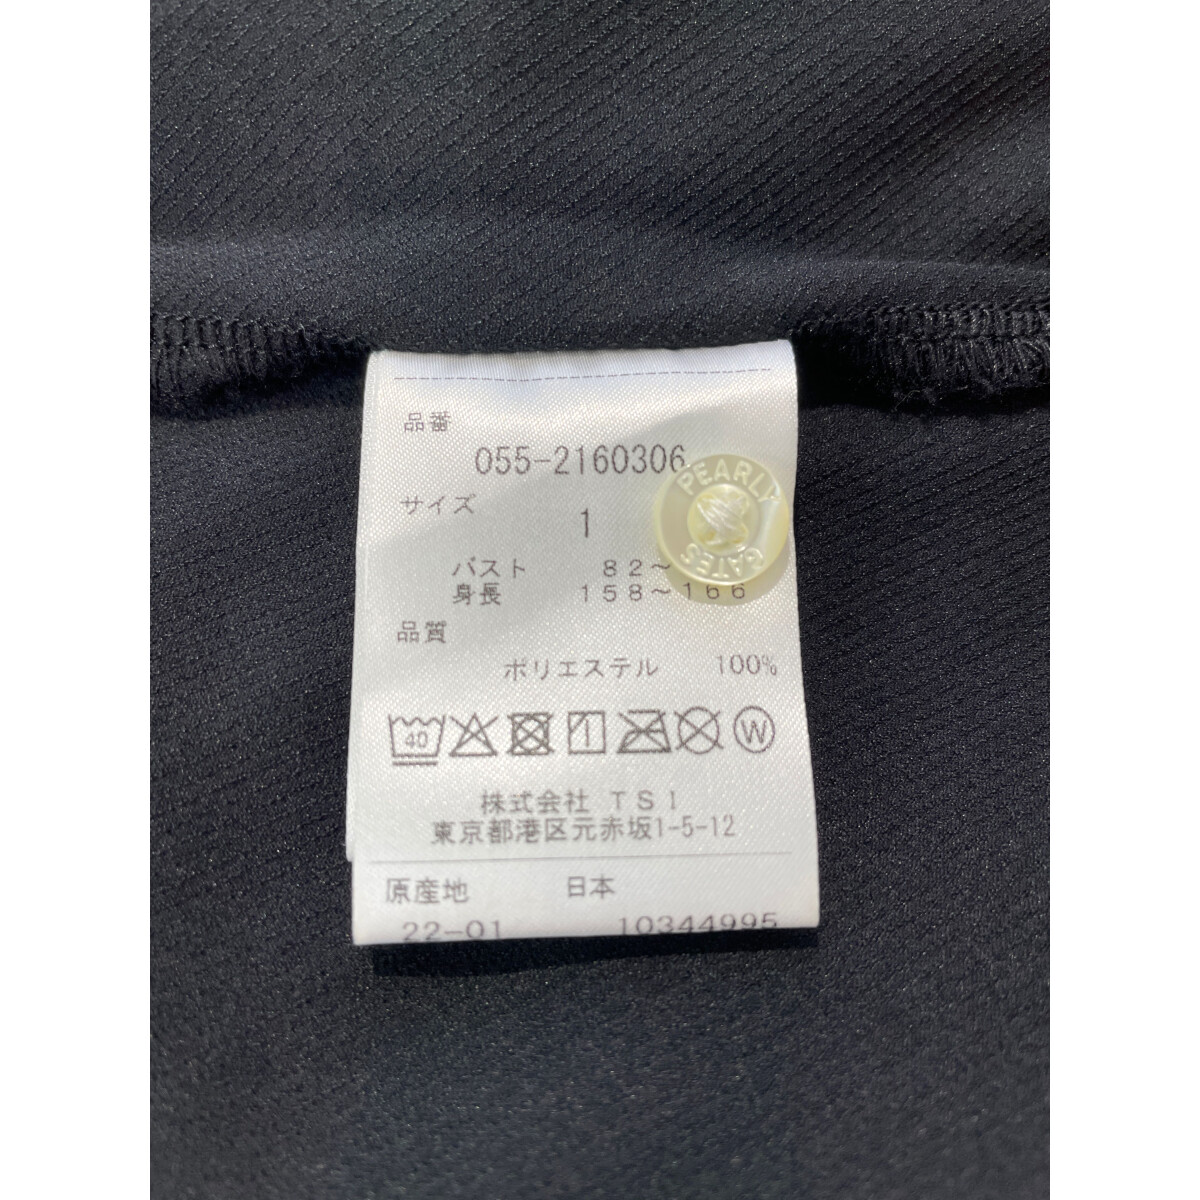 品番
055-2160306
サイズ
1
PEARLY
GATES
バスト 82~
身長 158~166
品質
ポリエステル 100%
40 1 W
株式会社 TSI
東京都港区元赤坂1-5-12
原産地 日本
22-01 10344995